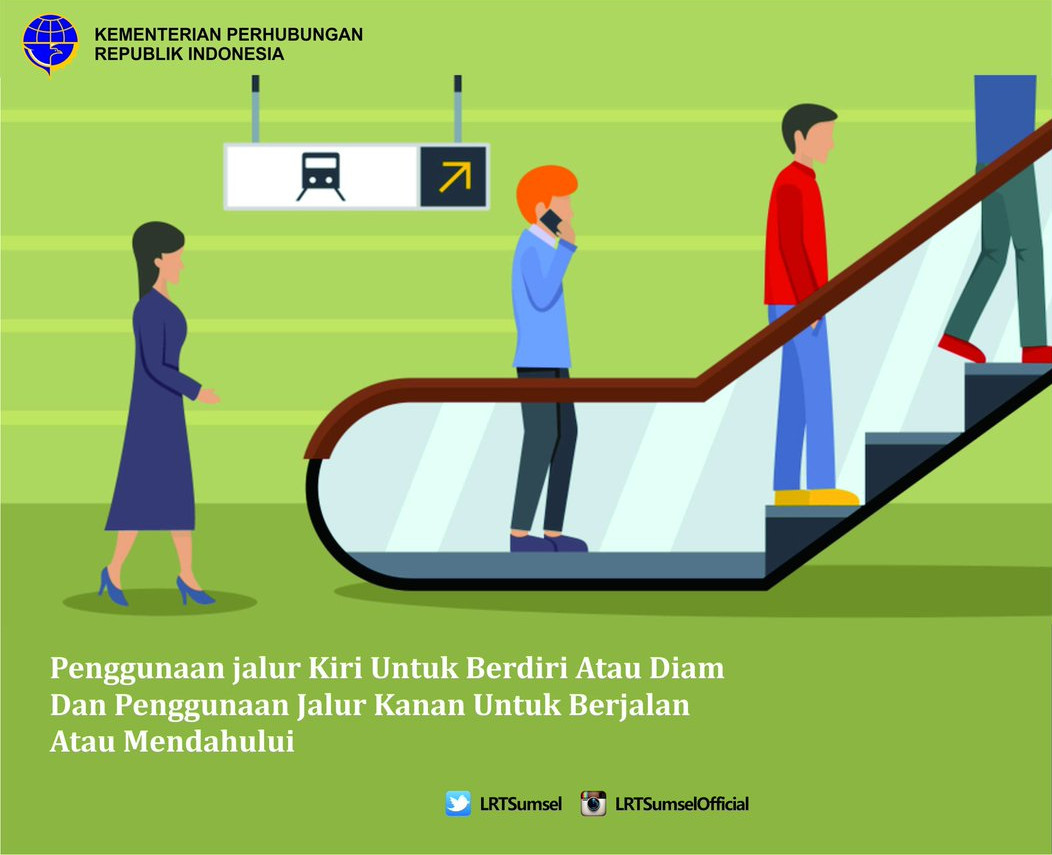 KEMENTERIAN PERHUBUNGAN
REPUBLIK INDONESIA
Penggunaan jalur Kiri Untuk Berdiri Atau Diam
Dan Penggunaan Jalur Kanan Untuk Berjalan
Atau Mendahului
LRTSumsel LRTSumselOfficial